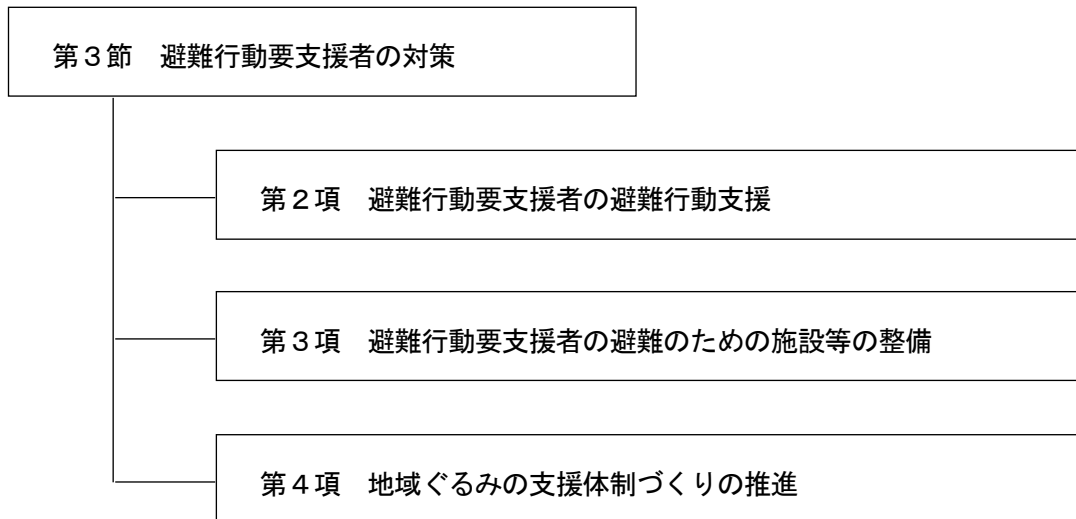 第３節　避難行動要支援者の対策
第２項　避難行動要支援者の避難行動支援
第３項　避難行動要支援者の避難のための施設等の整備
第４項　地域ぐるみの支援体制づくりの推進